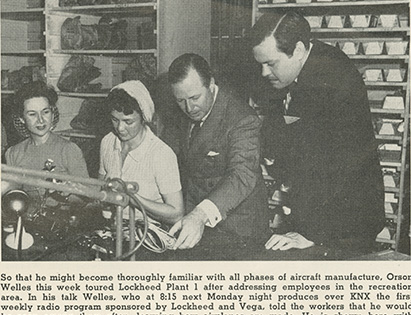 So that he might become thoroughly familiar with all phases of aircraft manufacture, Orson
Welles this week toured Lockheed Plant 1 after addressing employees in the recreation
area. In his talk Welles, who at 8:15 next Monday night produces over KNX the first
weekly radio program sponsored by Lockheed and Vega, told the workers that he would